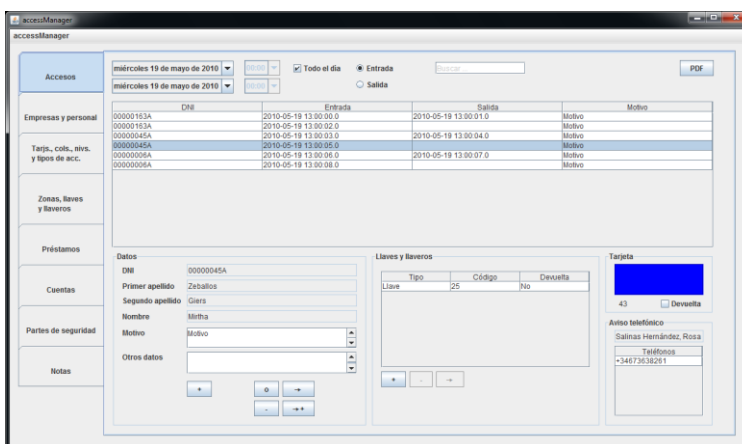 accessManager
accessManager
Accesos
Empresas y personal
Tarjs., cols., nivs.
y tipos de acc.
Zonas, llaves
y llaveros
Préstamos
Cuentas
Partes de seguridad
Notas
miércoles 19 de mayo de 2010 00:00 Todo el día Entrada Buscar... PDF
miércoles 19 de mayo de 2010 00:00 Salida
DNI Entrada Salida Motivo
00000163A 2010-05-19 13:00:00.0 2010-05-19 13:00:01.0 Motivo
00000163A 2010-05-19 13:00:02.0 Motivo
00000045A 2010-05-19 13:00:03.0 2010-05-19 13:00:04.0 Motivo
00000045A 2010-05-19 13:00:05.0 Motivo
00000006A 2010-05-19 13:00:06.0 2010-05-19 13:00:07.0 Motivo
00000006A 2010-05-19 13:00:08.0 Motivo
Datos
DNI 00000045A
Primer apellido Zeballos
Segundo apellido Giers
Nombre Mirtha
Motivo Motivo
Otros datos
+ o →
- →+
Llaves y llaveros
Tipo Código Devuelta
Llave 25 No
+ - →
Tarjeta
43 Devuelta
Aviso telefónico
Salinas Hernández, Rosa
Teléfonos
+34673638261